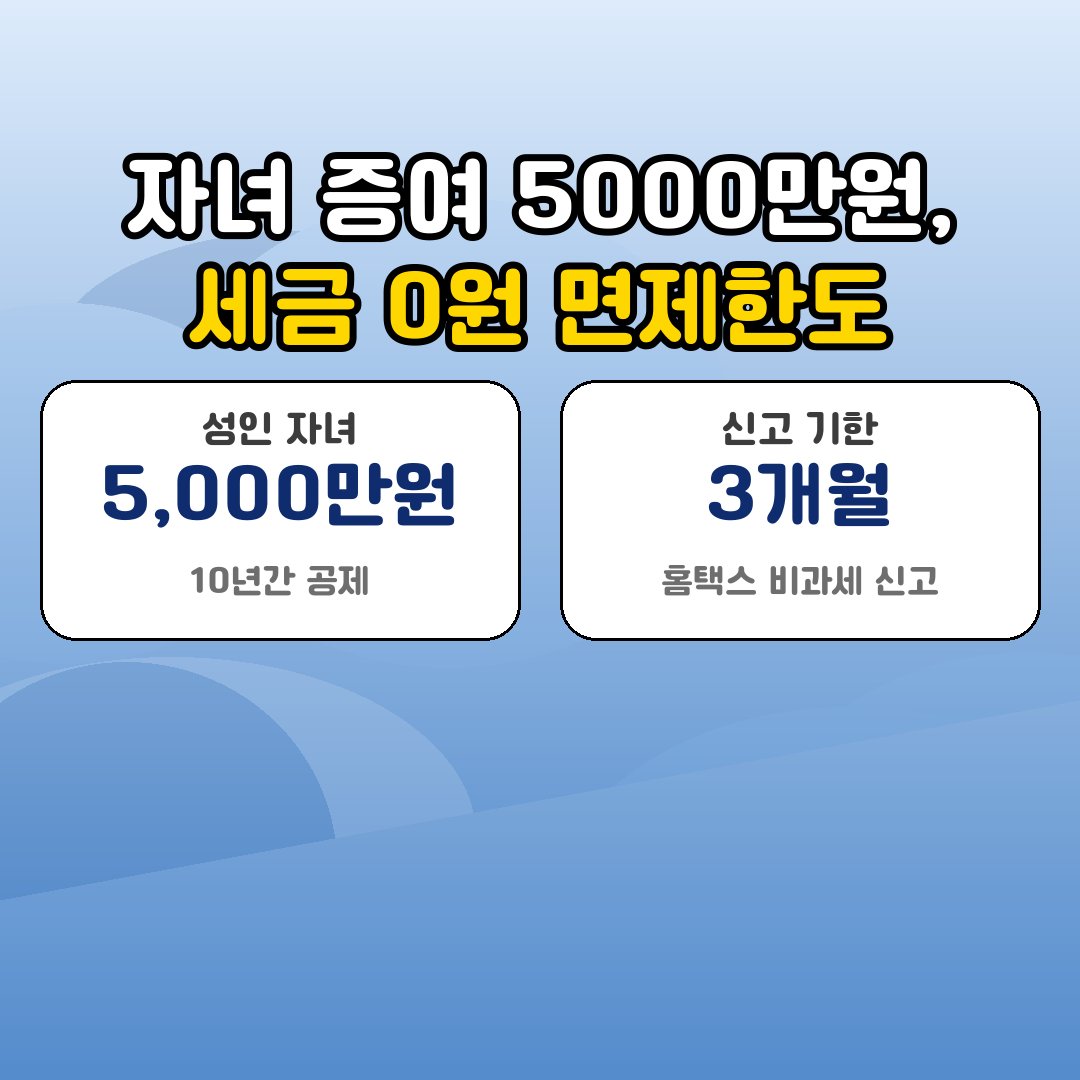 자녀 증여 5000만원,
세금 0원 면제한도
성인 자녀
5,000만원
10년간 공제
신고 기한
3개월
홈택스 비과세 신고